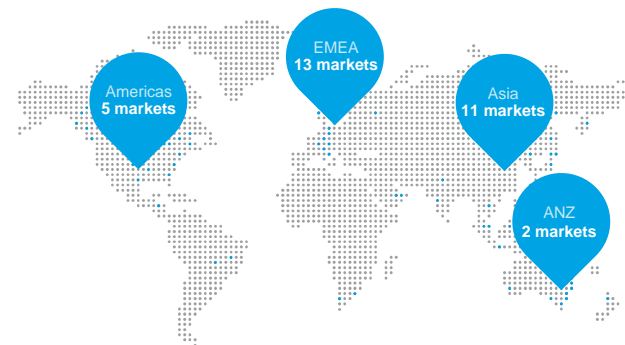 EMEA
13 markets
Americas
5 markets
Asia
11 markets
ANZ
2 markets